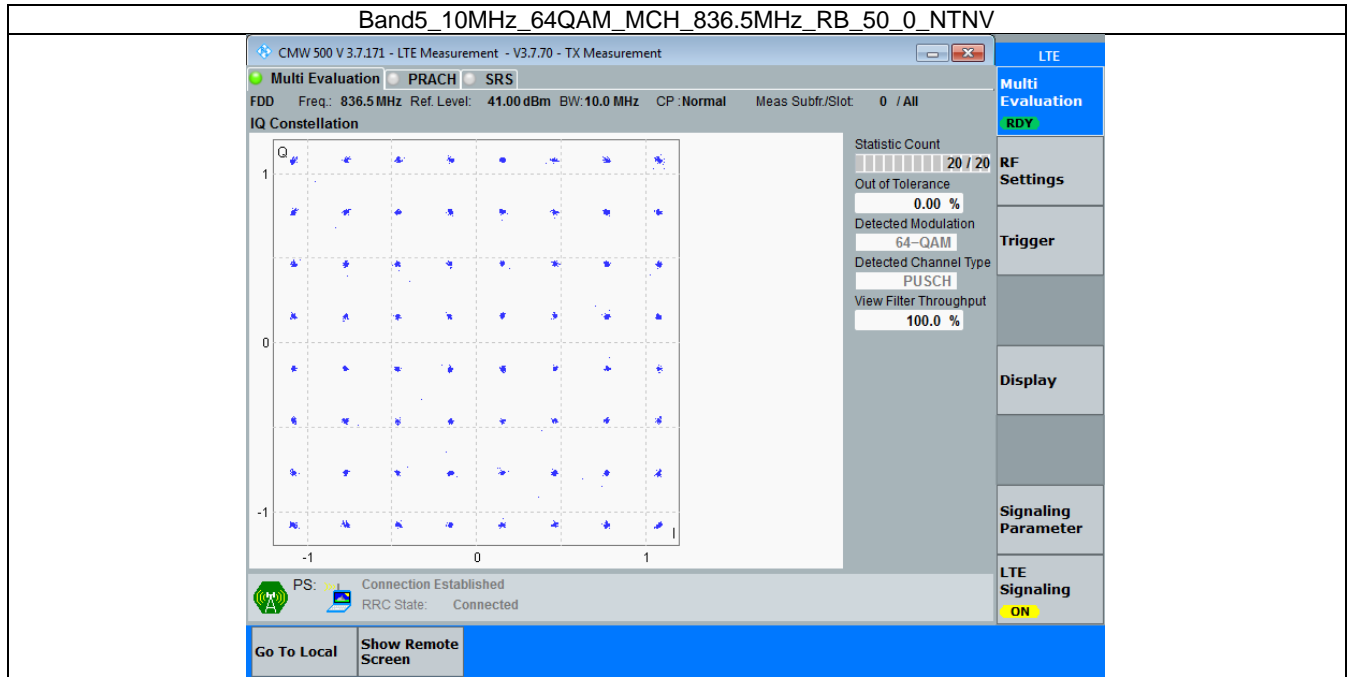 Band5_10MHz_64QAM_MCH_836.5MHz_RB_50_0_NTNV
CMW 500 V 3.7.171 - LTE Measurement - V3.7.70 - TX Measurement
LTE
Multi Evaluation PRACH SRS
FDD Freq.: 836.5 MHz Ref. Level: 41.00 dBm BW: 10.0 MHz CP : Normal Meas Subfr./Slot: 0 / All
IQ Constellation
Q
1
0
-1
-1 0 1
I
Statistic Count
20 / 20
Out of Tolerance
0.00 %
Detected Modulation
64-QAM
Detected Channel Type
PUSCH
View Filter Throughput
100.0 %
Multi
Evaluation
RDY
RF
Settings
Trigger
Display
Signaling
Parameter
LTE
Signaling
ON
PS: Connection Established
RRC State: Connected
Go To Local
Show Remote
Screen